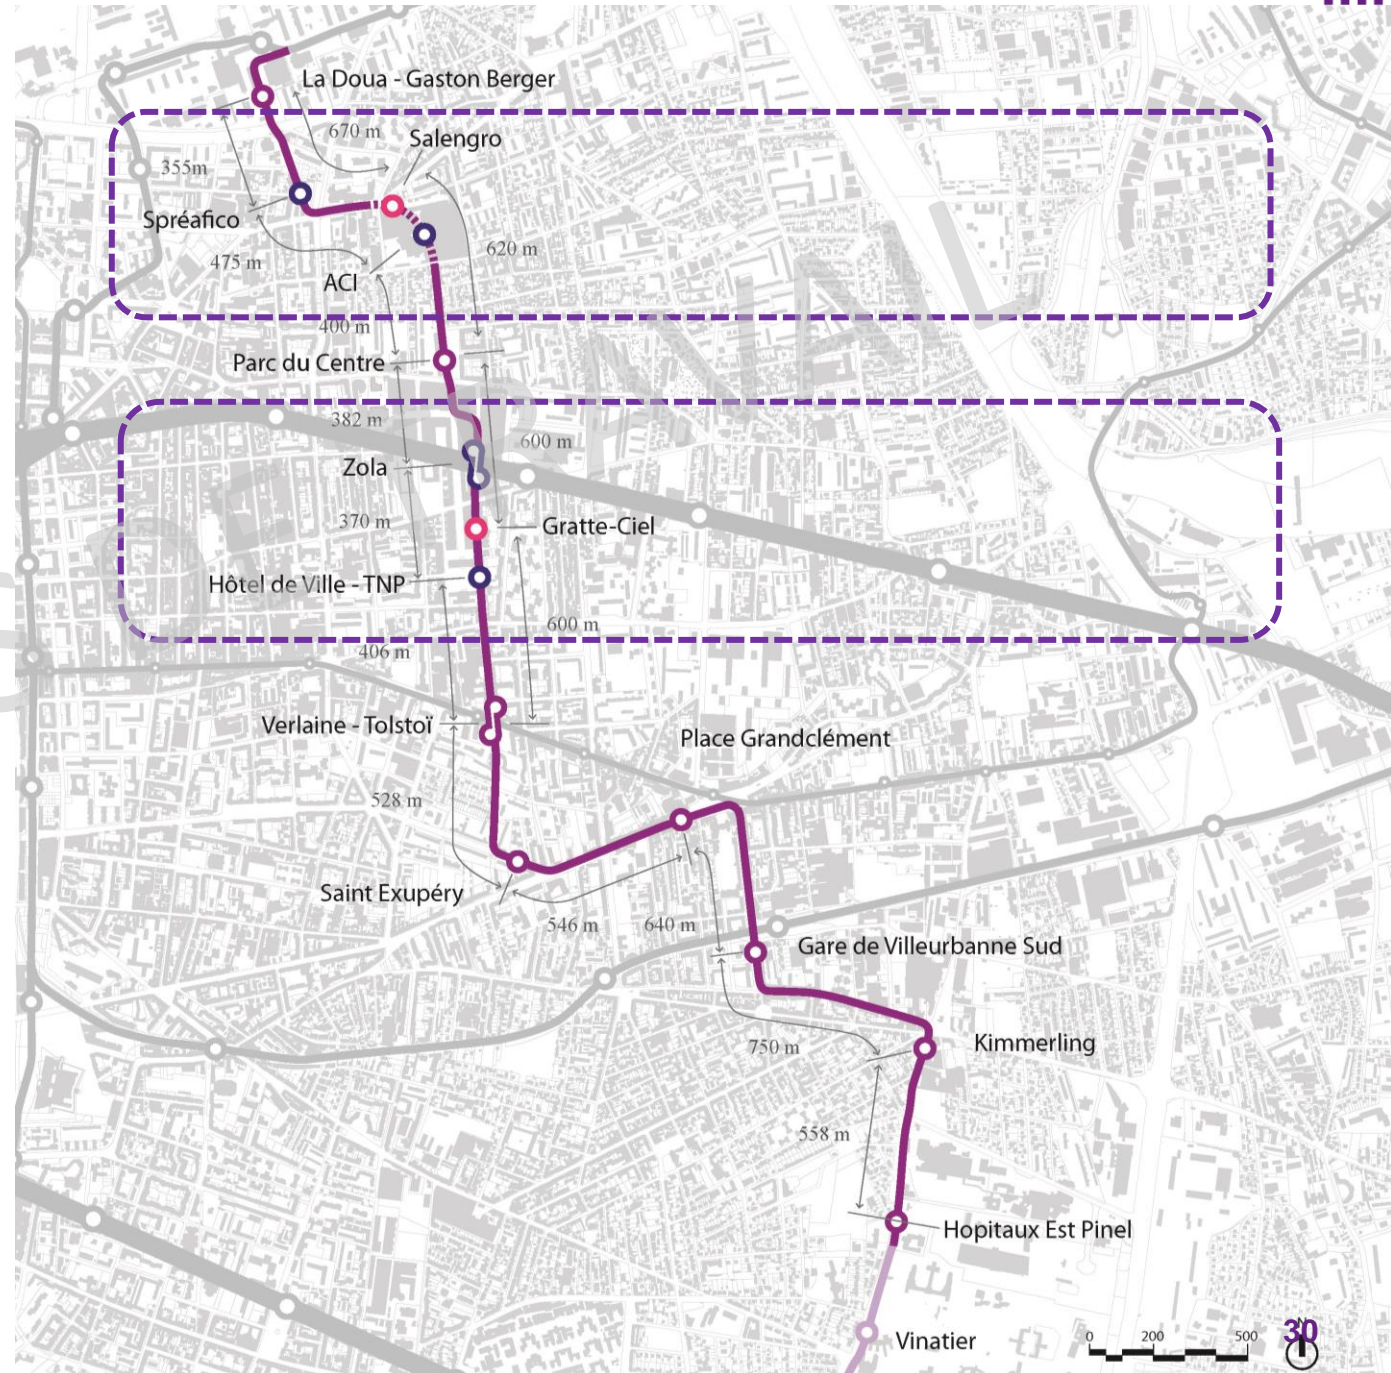 La Doua - Gaston Berger
670 m
Salengro
355m
Spréafico
475 m
620 m
ACI
400 m
Parc du Centre
382 m
600 m
Zola
370 m
Gratte-Ciel
Hôtel de Ville - TNP
600 m
406 m
Verlaine - Tolstoï
Place Grandclément
528 m
Saint Exupéry
546 m
640 m
Gare de Villeurbanne Sud
750 m
Kimmerling
558 m
Hopitaux Est Pinel
Vinatier
0 200 500
30
N